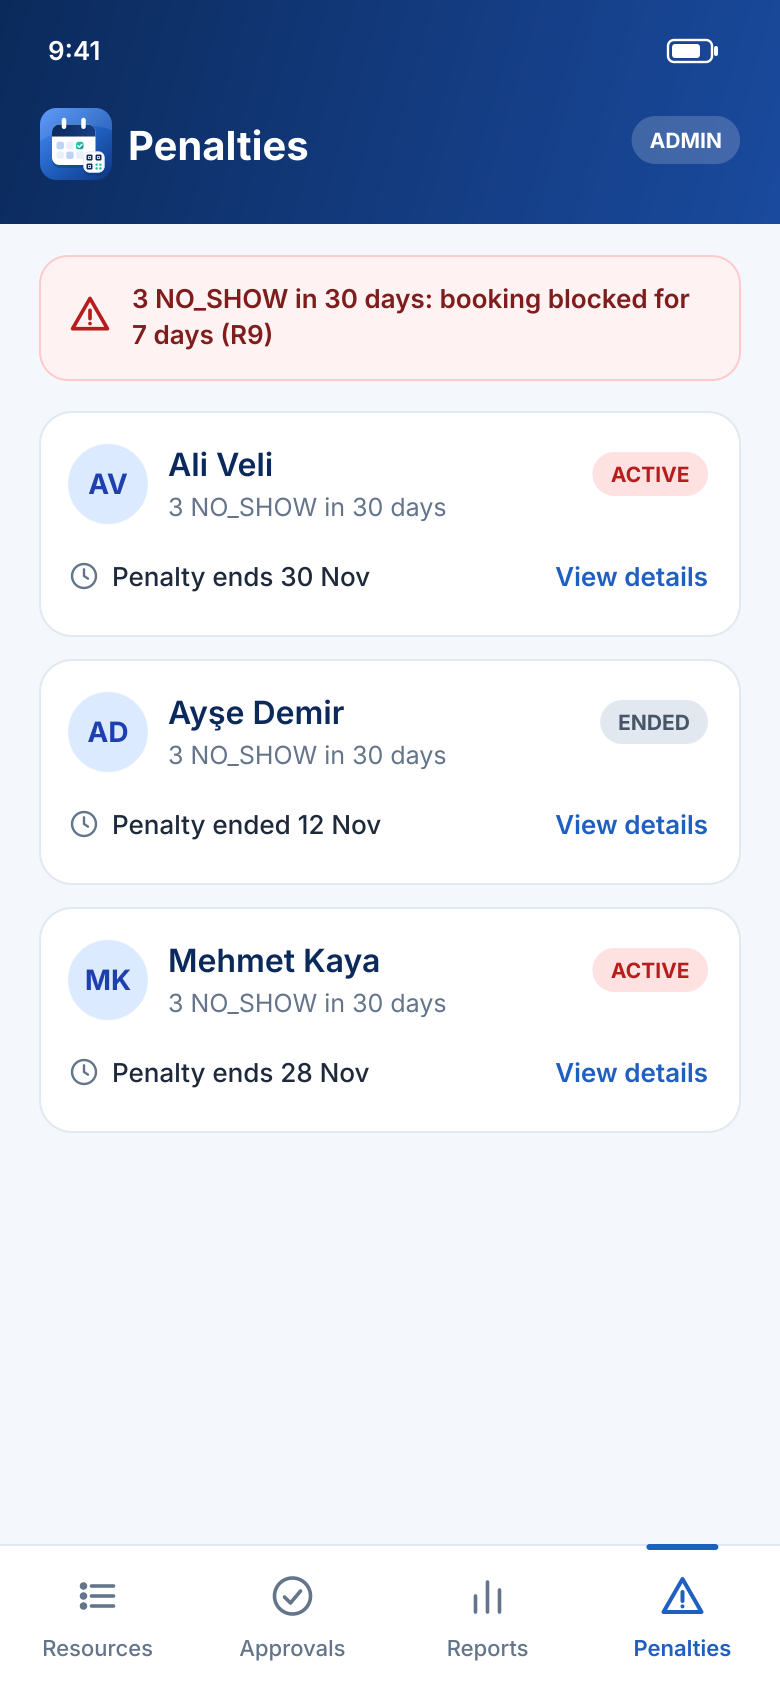 9:41
Penalties
ADMIN
3 NO_SHOW in 30 days: booking blocked for
7 days (R9)
AV
Ali Veli
ACTIVE
3 NO_SHOW in 30 days
Penalty ends 30 Nov
View details
AD
Ayşe Demir
ENDED
3 NO_SHOW in 30 days
Penalty ended 12 Nov
View details
MK
Mehmet Kaya
ACTIVE
3 NO_SHOW in 30 days
Penalty ends 28 Nov
View details
Resources
Approvals
Reports
Penalties